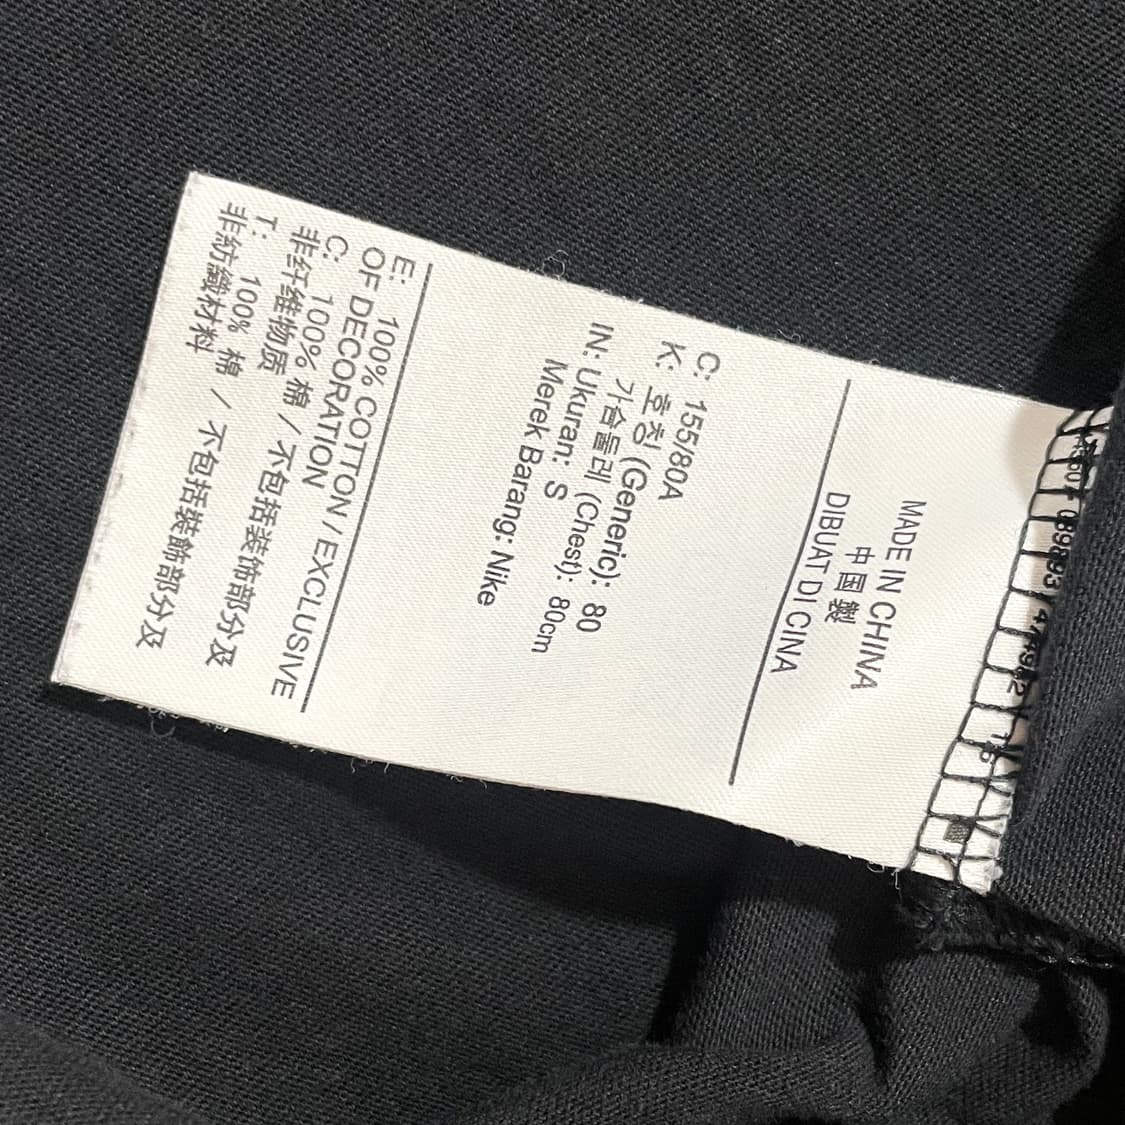 MADE IN CHINA
中国製
DIBUAT DI CINA
C: 155/80A
K: 호칭 (Generic): 80
가슴둘레 (Chest): 80cm
IN: Ukuran: S
Merek Barang: Nike
E: 100% COTTON / EXCLUSIVE
OF DECORATION
C: 100% 棉 / 不包括装饰部分及
非纤维物质
T: 100% 棉 / 不包括裝飾部分及
非紡織材料